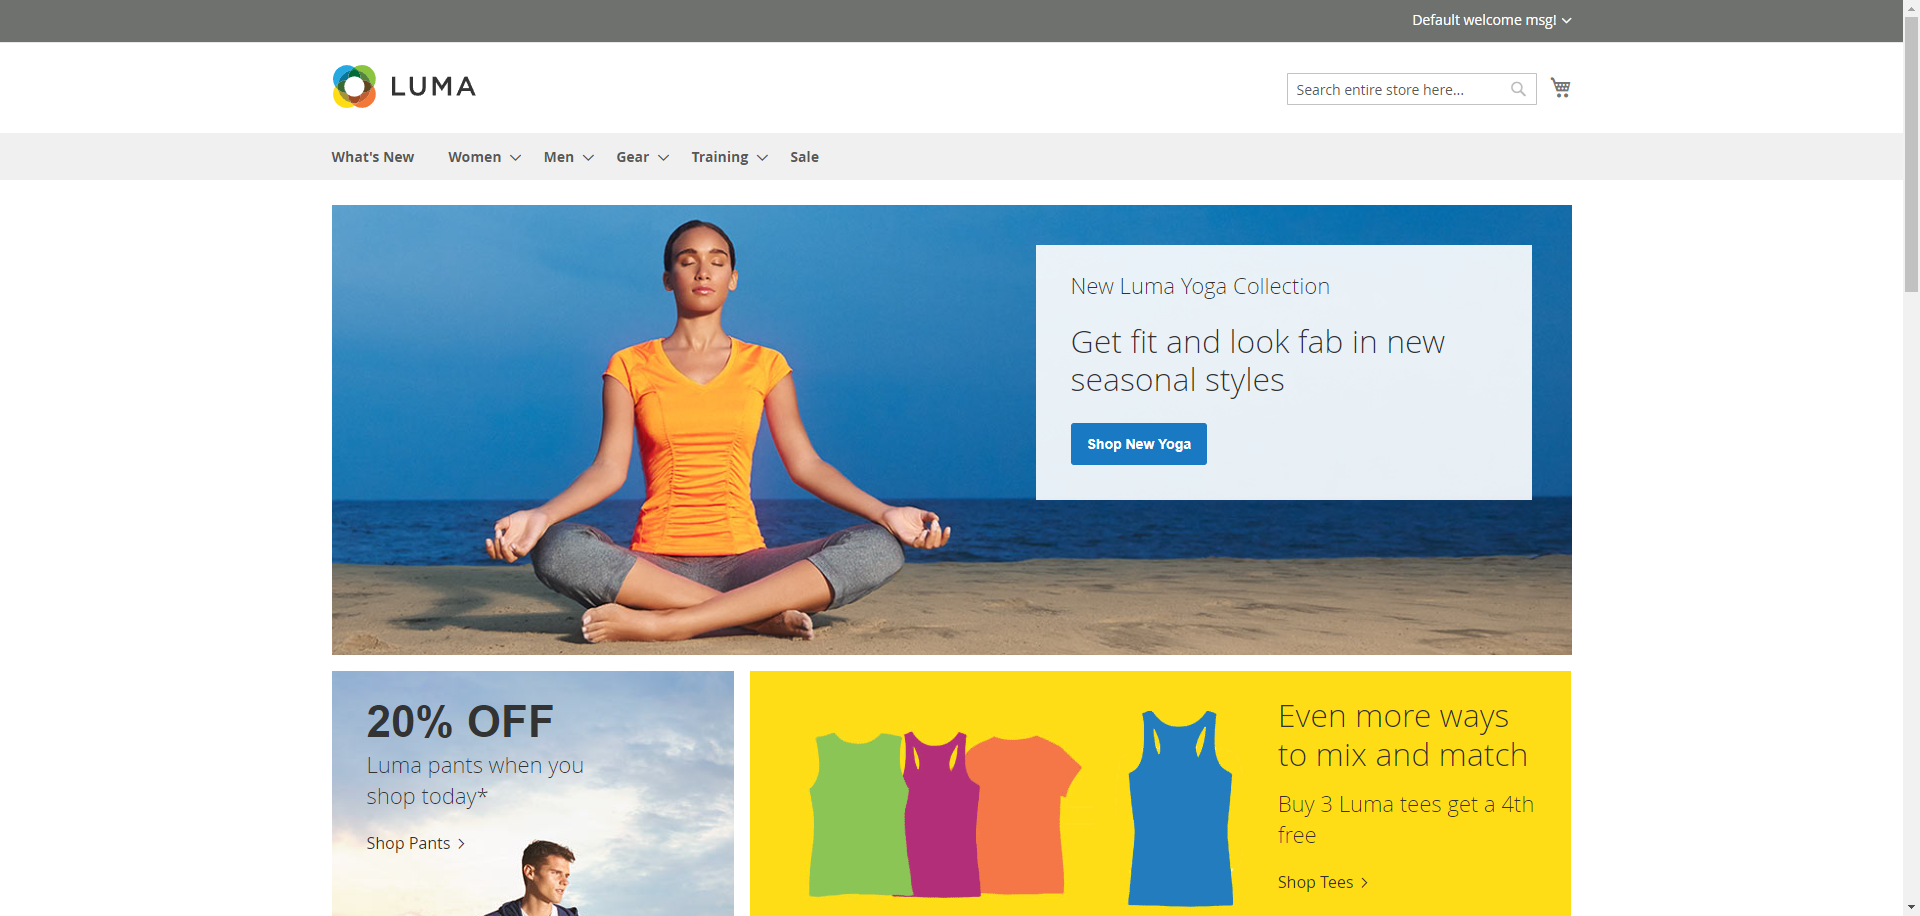 Default welcome msg!
LUMA
Search entire store here...
What's New
Women
Men
Gear
Training
Sale
New Luma Yoga Collection
Get fit and look fab in new
seasonal styles
Shop New Yoga
20% OFF
Luma pants when you
shop today*
Shop Pants
Even more ways
to mix and match
Buy 3 Luma tees get a 4th
free
Shop Tees